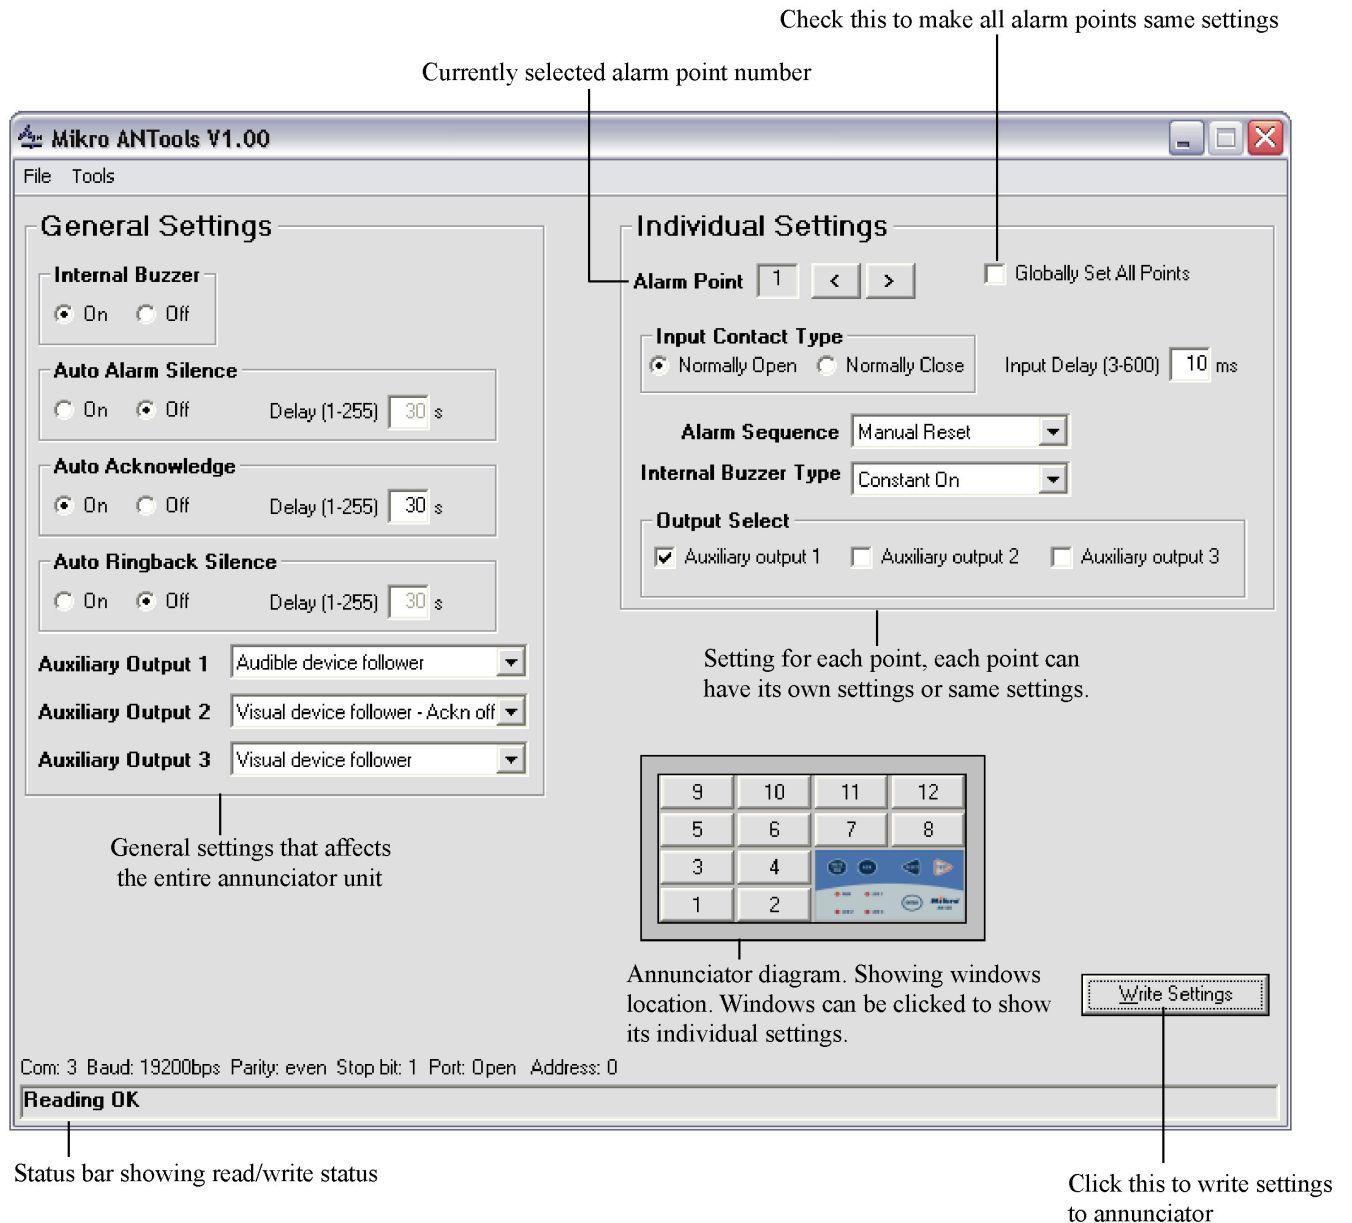 Check this to make all alarm points same settings
Currently selected alarm point number
Mikro ANTools V1.00
File Tools
General Settings
Internal Buzzer
On Off
Auto Alarm Silence
On Off Delay (1-255) 30 s
Auto Acknowledge
On Off Delay (1-255) 30 s
Auto Ringback Silence
On Off Delay (1-255) 30 s
Auxiliary Output 1 Audible device follower
Auxiliary Output 2 Visual device follower - Ackn off
Auxiliary Output 3 Visual device follower
General settings that affects
the entire annunciator unit
Individual Settings
Alarm Point 1 < > Globally Set All Points
Input Contact Type
Normally Open Normally Close Input Delay (3-600) 10 ms
Alarm Sequence Manual Reset
Internal Buzzer Type Constant On
Output Select
Auxiliary output 1 Auxiliary output 2 Auxiliary output 3
Setting for each point, each point can
have its own settings or same settings.
9 10 11 12
5 6 7 8
3 4
1 2
Mikro
Annunciator diagram. Showing windows
location. Windows can be clicked to show
its individual settings.
Write Settings
Com: 3 Baud: 19200bps Parity: even Stop bit: 1 Port: Open Address: 0
Reading OK
Status bar showing read/write status
Click this to write settings
to annunciator